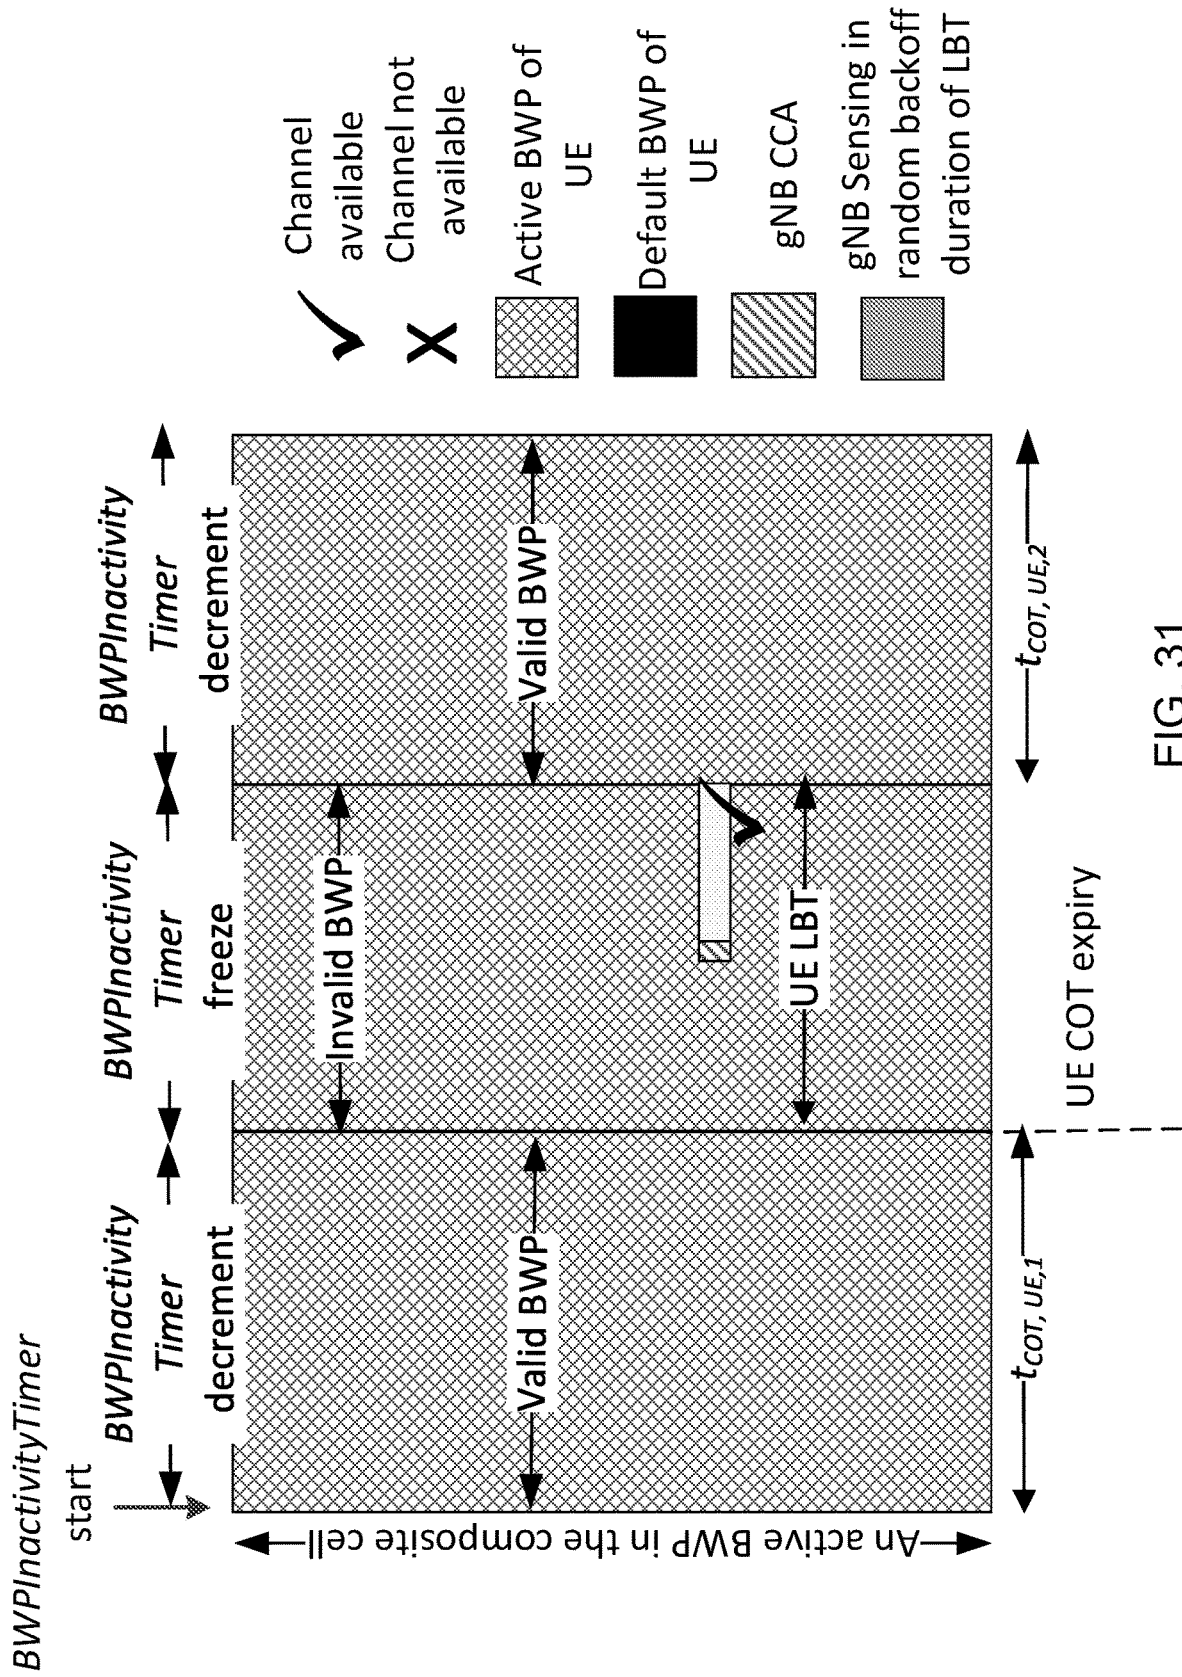 BWPInactivityTimer
start
BWPInactivity
Timer
decrement
BWPInactivity
Timer
freeze
BWPInactivity
Timer
decrement
An active BWP in the composite cell
Valid BWP
Invalid BWP
Valid BWP
UE LBT
tCOT, UE,1
UE COT expiry
tCOT, UE,2
Channel
available
Channel not
available
Active BWP of
UE
Default BWP of
UE
gNB CCA
gNB Sensing in
random backoff
duration of LBT
FIG. 31